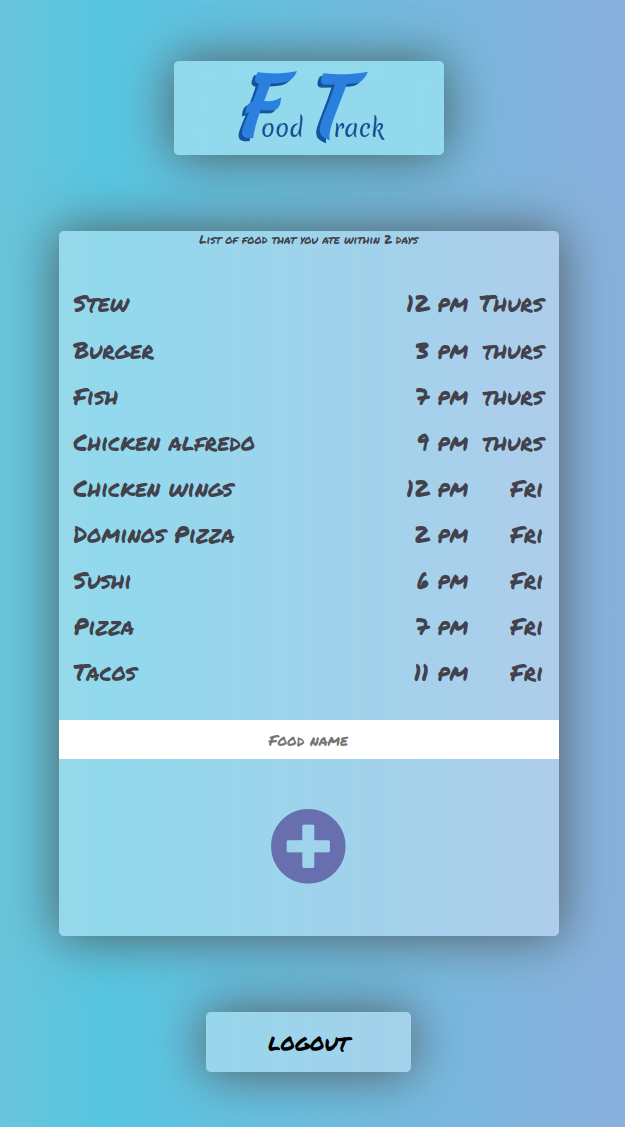 Food Track
List of food that you ate within 2 days
Stew 12 pm Thurs
Burger 3 pm thurs
Fish 7 pm thurs
Chicken alfredo 9 pm thurs
Chicken wings 12 pm Fri
Dominos Pizza 2 pm Fri
Sushi 6 pm Fri
Pizza 7 pm Fri
Tacos 11 pm Fri
Food name
LOGOUT